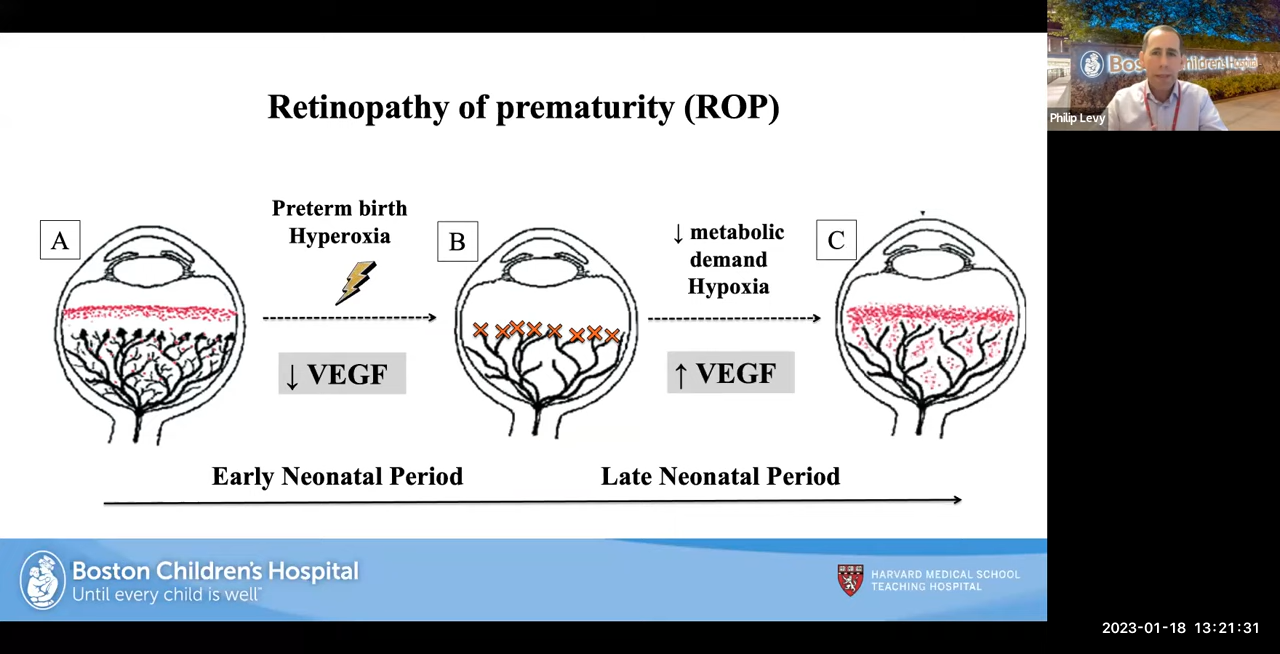 Retinopathy of prematurity (ROP)
A
Preterm birth
Hyperoxia
↓ VEGF
B
↓ metabolic
demand
Hypoxia
↑ VEGF
C
Early Neonatal Period
Late Neonatal Period
Boston Children's Hospital
Until every child is well™
HARVARD MEDICAL SCHOOL
TEACHING HOSPITAL
Philip Levy
2023-01-18 13:21:31